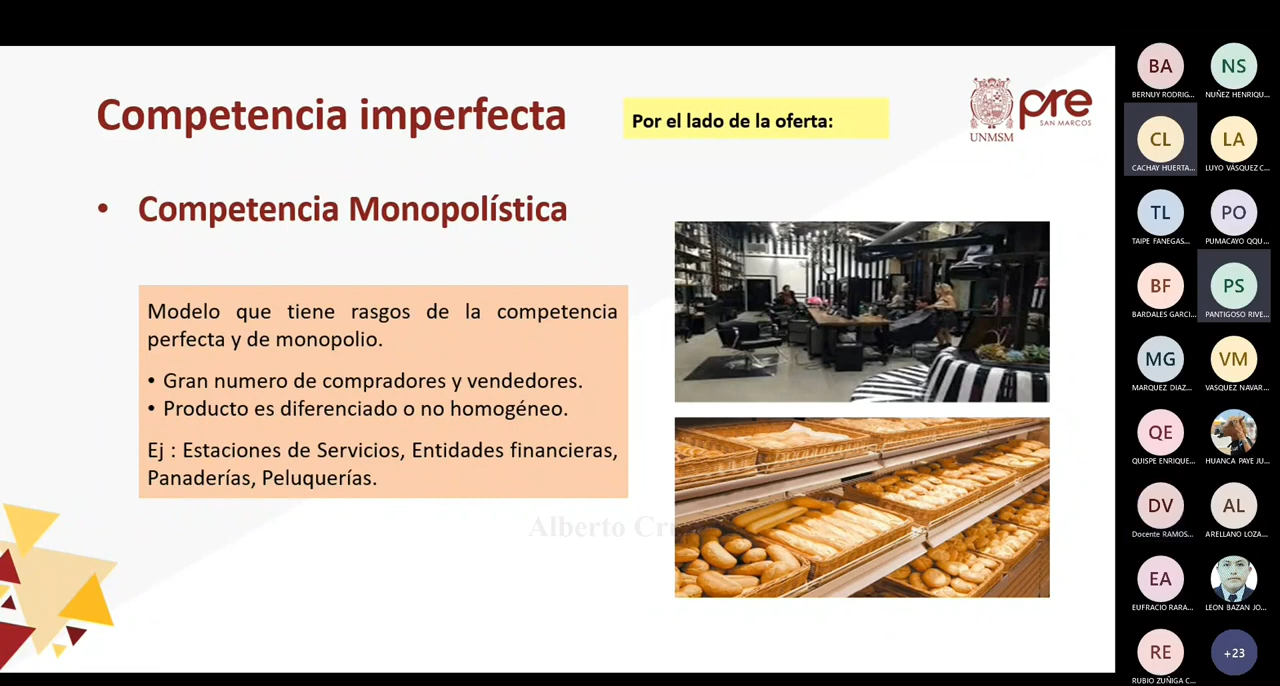 Competencia imperfecta
Por el lado de la oferta:
UNMSM
pre
SAN MARCOS
• Competencia Monopolística
Modelo que tiene rasgos de la competencia
perfecta y de monopolio.
• Gran numero de compradores y vendedores.
• Producto es diferenciado o no homogéneo.
Ej : Estaciones de Servicios, Entidades financieras,
Panaderías, Peluquerías.
Alberto
BA
BERNUY RODRIG...
NS
NUÑEZ HENRIQU...
CL
CACHAY HUERTA...
LA
LUYO VÁSQUEZ C...
TL
TAIPE FANEGAS...
PO
PUMACAYO QQU...
BF
BARDALES GARCI...
PS
PANTIGOSO RIVE...
MG
MARQUEZ DIAZ...
VM
VASQUEZ NAVAR...
QE
QUISPE ENRIQUE...
HUANCA PAYE JU...
DV
Docente RAMOS...
AL
ARELLANO LOZA...
EA
EUFRACIO RARA...
LEON BAZAN JO...
RE
RUBIO ZUÑIGA C...
+23